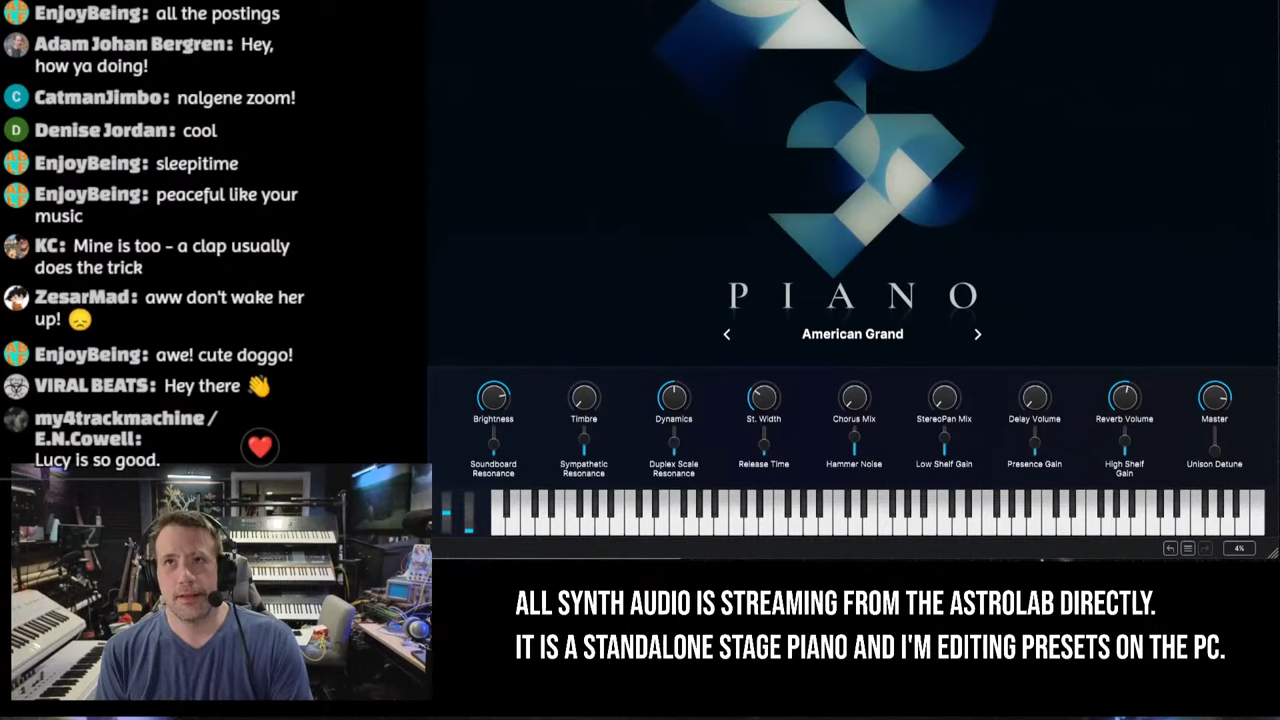 EnjoyBeing: all the postings
Adam Johan Bergren: Hey,
how ya doing!
C
CatmanJimbo: nalgene zoom!
D
Denise Jordan: cool
EnjoyBeing: sleepitime
EnjoyBeing: peaceful like your
music
KC: Mine is too - a clap usually
does the trick
ZesarMad: aww don't wake her
up! 😞
EnjoyBeing: awe! cute doggo!
VIRAL BEATS: Hey there 👋
my4trackmachine /
E.N.Cowell:
Lucy is so good.
PIANO
American Grand
Brightness
Timbre
Dynamics
St. Width
Chorus Mix
StereoPan Mix
Delay Volume
Reverb Volume
Master
Soundboard
Resonance
Sympathetic
Resonance
Duplex Scale
Resonance
Release Time
Hammer Noise
Low Shelf Gain
Presence Gain
High Shelf
Gain
Unison Detune
4%
ALL SYNTH AUDIO IS STREAMING FROM THE ASTROLAB DIRECTLY.
IT IS A STANDALONE STAGE PIANO AND I'M EDITING PRESETS ON THE PC.